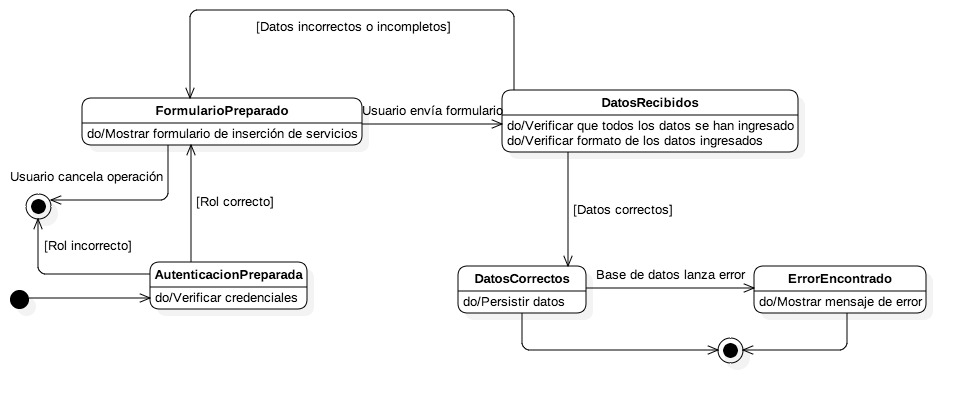 [Datos incorrectos o incompletos]
FormularioPreparado
do/Mostrar formulario de inserción de servicios
Usuario envía formulario
DatosRecibidos
do/Verificar que todos los datos se han ingresado
do/Verificar formato de los datos ingresados
Usuario cancela operación
[Rol correcto]
[Datos correctos]
[Rol incorrecto]
AutenticacionPreparada
do/Verificar credenciales
DatosCorrectos
do/Persistir datos
Base de datos lanza error
ErrorEncontrado
do/Mostrar mensaje de error